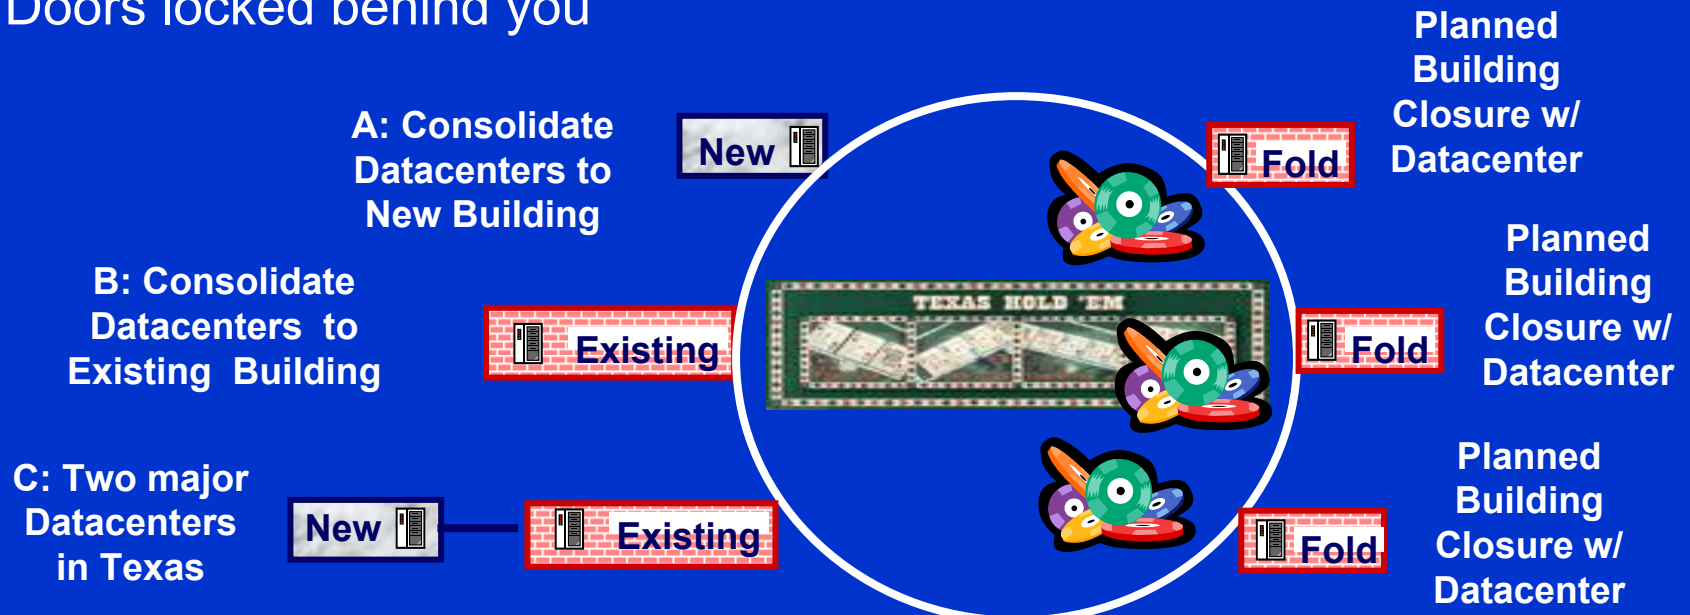 Doors locked behind you
A: Consolidate
Datacenters to
New Building
New
Fold
Planned
Building
Closure w/
Datacenter
B: Consolidate
Datacenters to
Existing Building
Existing
TEXAS HOLD 'EM
Fold
Planned
Building
Closure w/
Datacenter
C: Two major
Datacenters
in Texas
New
Existing
Fold
Planned
Building
Closure w/
Datacenter